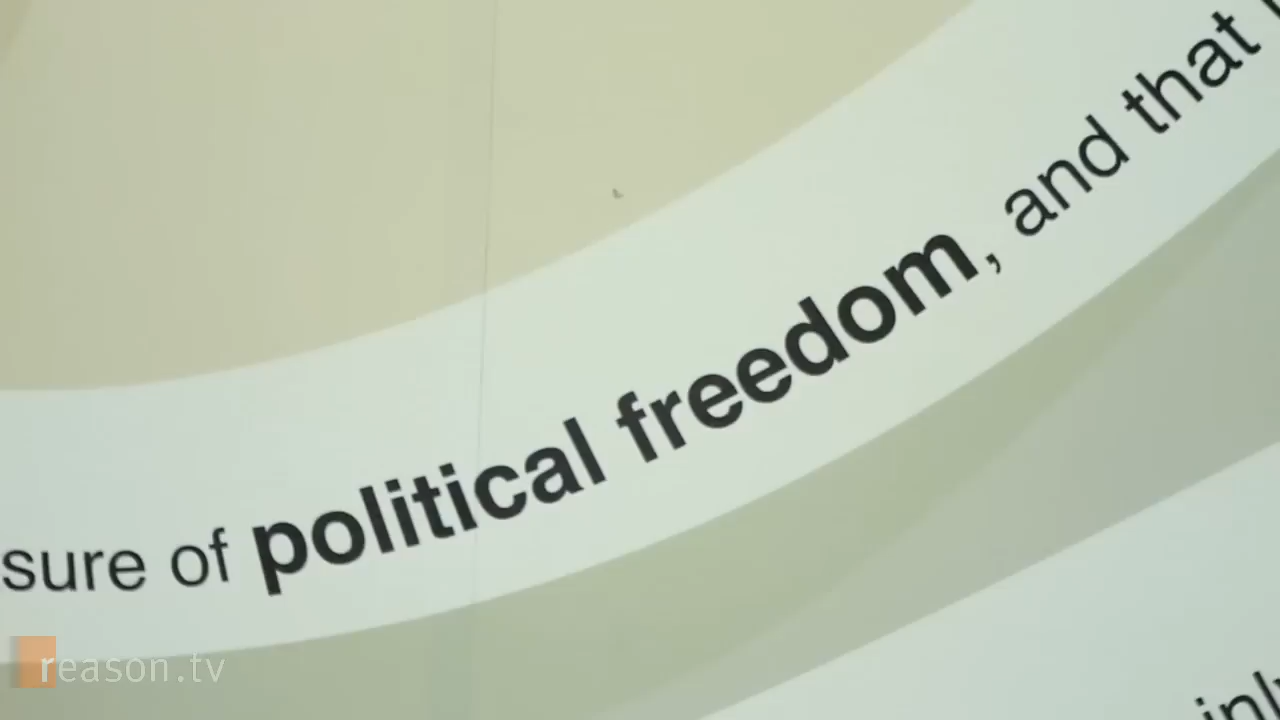 sure of political freedom, and that
reason.tv